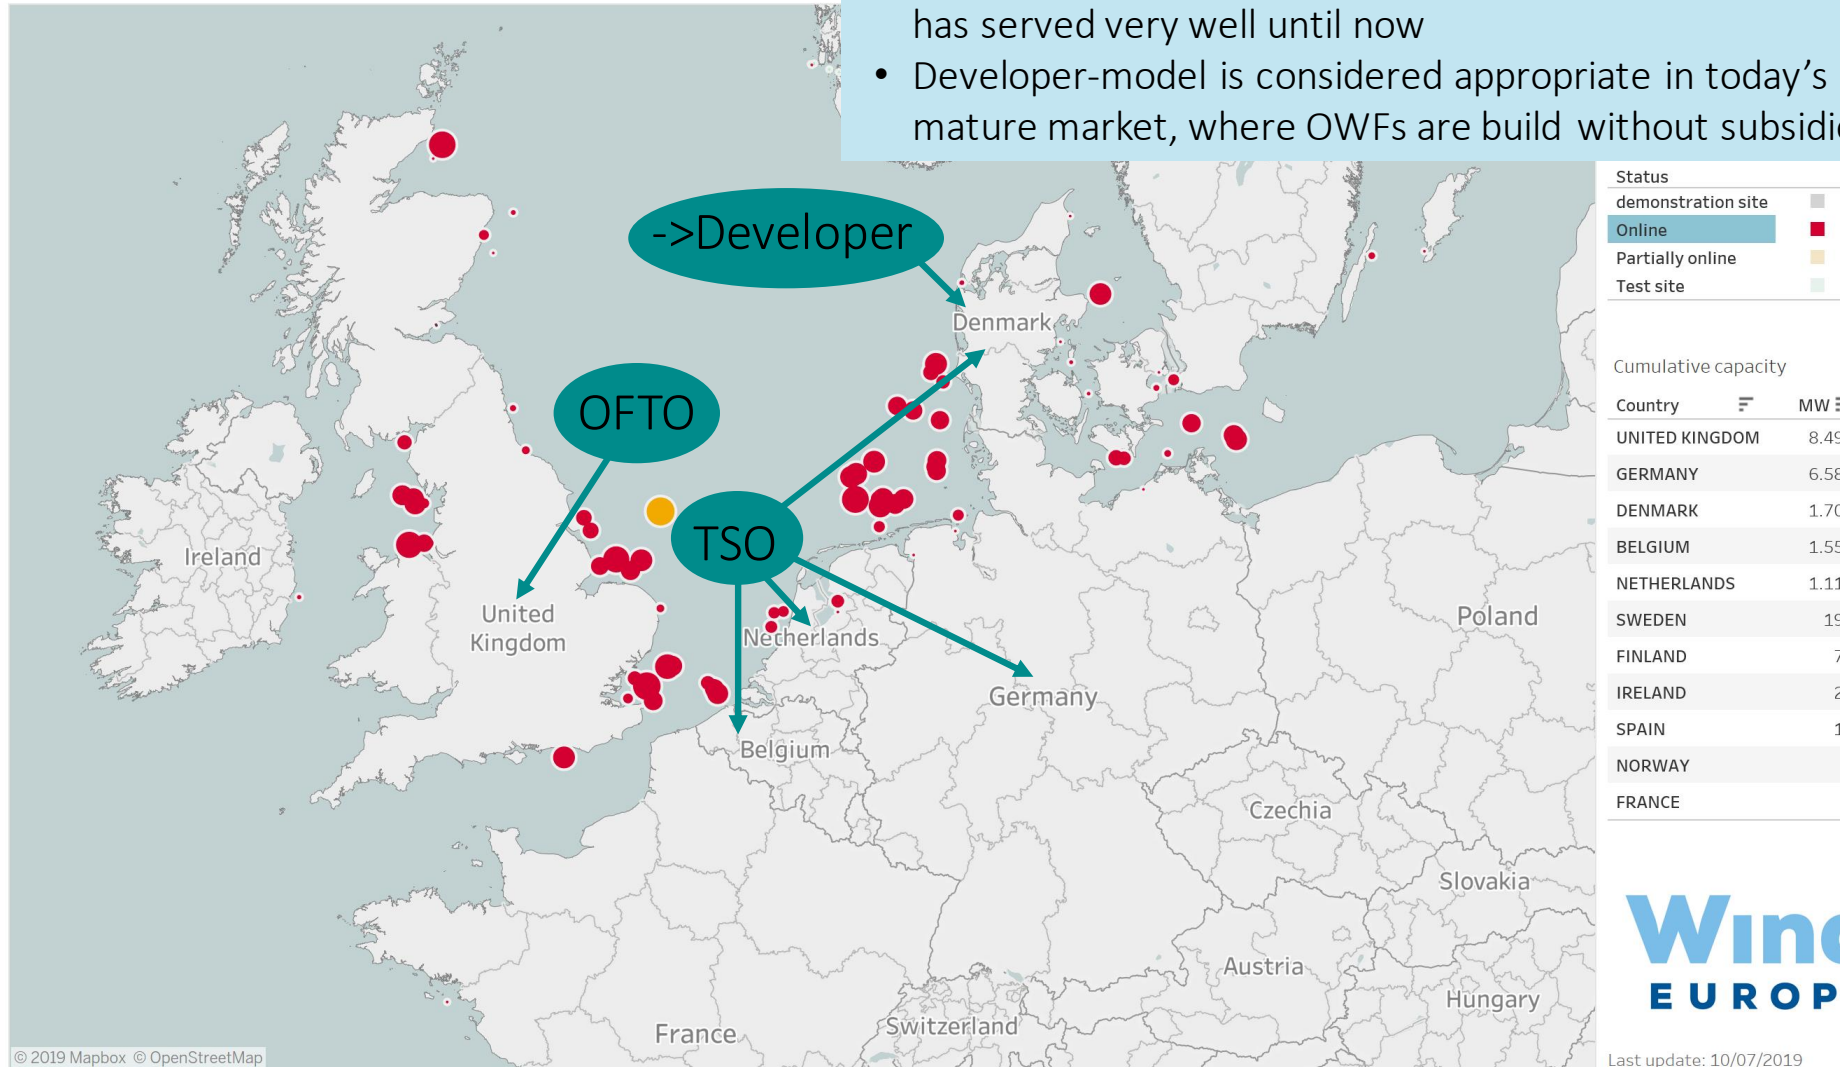 has served very well until now
• Developer-model is considered appropriate in today's
mature market, where OWFs are build without
Status
demonstration site
Online
Partially online
Test site
Cumulative capacity
Country MW
UNITED KINGDOM 8.49
GERMANY 6.58
DENMARK 1.70
BELGIUM 1.55
NETHERLANDS 1.11
SWEDEN 19
FINLAND 7
IRELAND 2
SPAIN 1
NORWAY
FRANCE
->Developer
Denmark
OFTO
TSO
Ireland
United
Kingdom
Netherlands
Poland
Germany
Belgium
Czechia
Slovakia
Austria
Hungary
France
Switzerland
EUROP
© 2019 Mapbox © OpenStreetMap
Last update: 10/07/2019